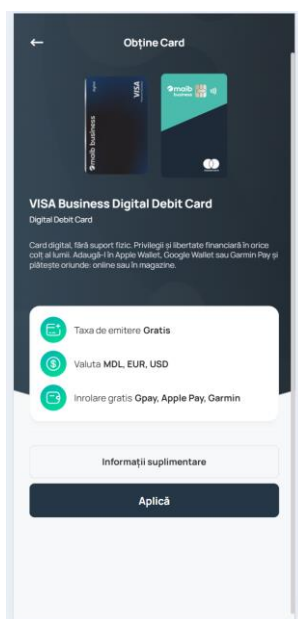 Obține Card
digital
VISA
maib business
maib
business
VISA Business Digital Debit Card
Digital Debit Card
Card digital, fără suport fizic. Privilegii și libertate financiară în orice
colț al lumii. Adaugă-l în Apple Wallet, Google Wallet sau Garmin Pay și
plătește oriunde: online sau în magazine.
Taxa de emitere Gratis
Valuta MDL, EUR, USD
Inrolare gratis Gpay, Apple Pay, Garmin
Informații suplimentare
Aplică